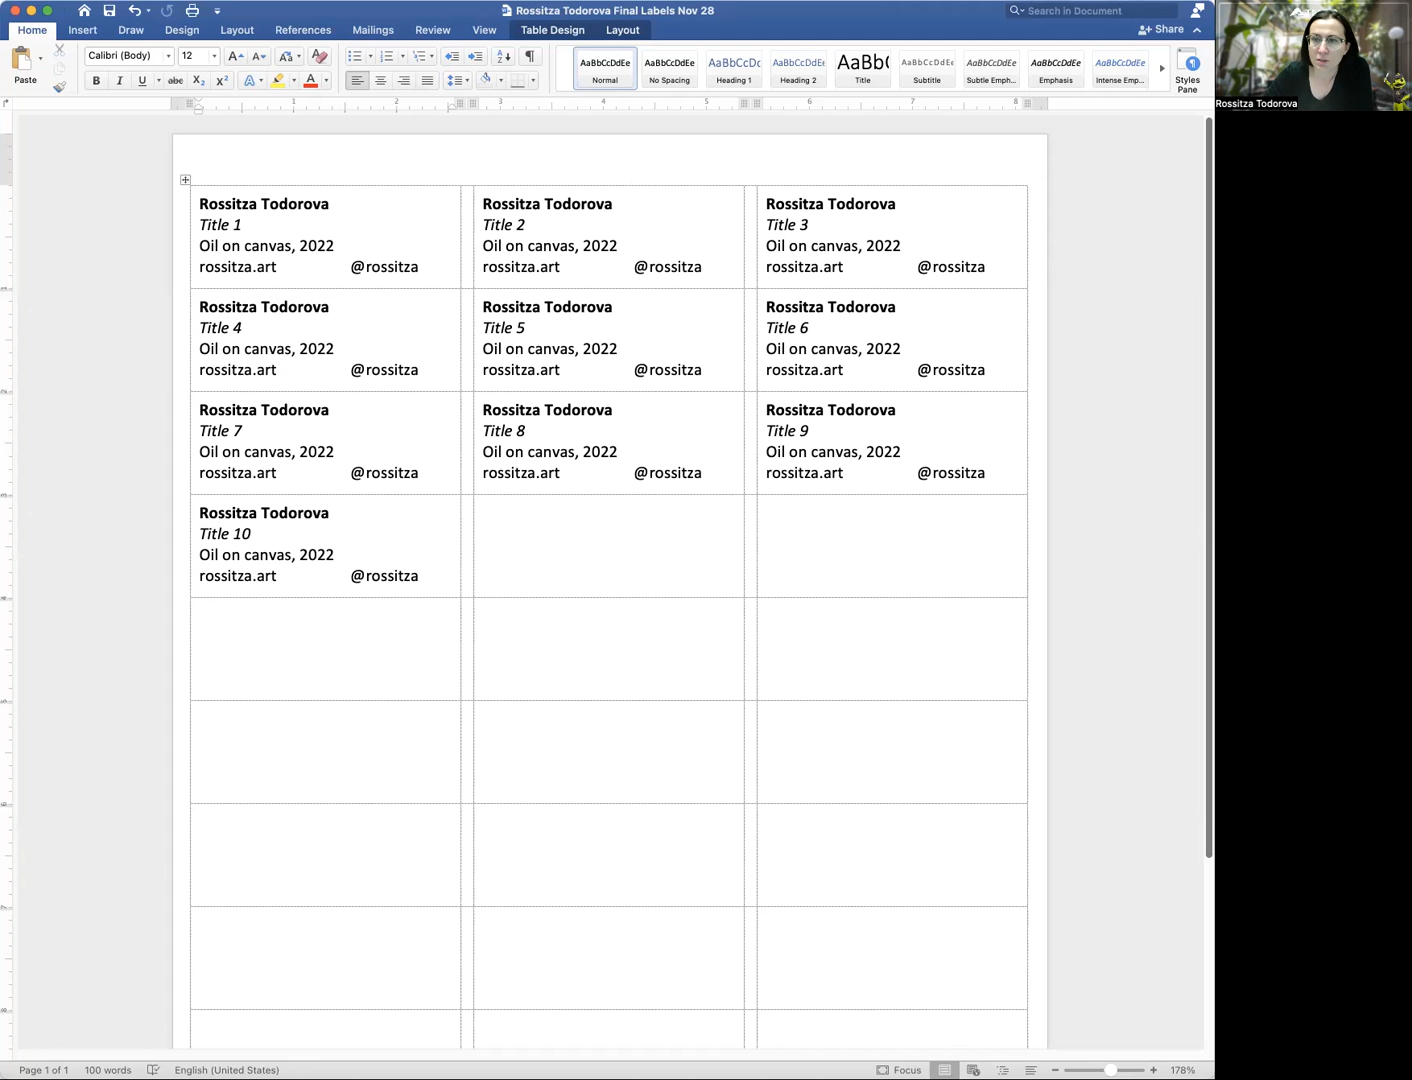 Rossitza Todorova Final Labels Nov 28
Search in Document
Home Insert Draw Design Layout References Mailings Review View Table Design Layout Share
Paste
Calibri (Body) 12
AaBbCcDdEe AaBbCcDdEe AaBbCcDc AaBbCcDdEe AaBb( AaBbCcDdEe AaBbCcDdEe AaBbCcDdEe AaBbCcDdEe
Normal No Spacing Heading 1 Heading 2 Title Subtitle Subtle Emph... Emphasis Intense Emp... Styles Pane
1 2 3 4 5 6 7 8
Rossitza Todorova
Rossitza Todorova Rossitza Todorova Rossitza Todorova
Title 1 Title 2 Title 3
Oil on canvas, 2022 Oil on canvas, 2022 Oil on canvas, 2022
rossitza.art @rossitza rossitza.art @rossitza rossitza.art @rossitza
Rossitza Todorova Rossitza Todorova Rossitza Todorova
Title 4 Title 5 Title 6
Oil on canvas, 2022 Oil on canvas, 2022 Oil on canvas, 2022
rossitza.art @rossitza rossitza.art @rossitza rossitza.art @rossitza
Rossitza Todorova Rossitza Todorova Rossitza Todorova
Title 7 Title 8 Title 9
Oil on canvas, 2022 Oil on canvas, 2022 Oil on canvas, 2022
rossitza.art @rossitza rossitza.art @rossitza rossitza.art @rossitza
Rossitza Todorova
Title 10
Oil on canvas, 2022
rossitza.art @rossitza
Page 1 of 1 100 words English (United States) Focus 178%